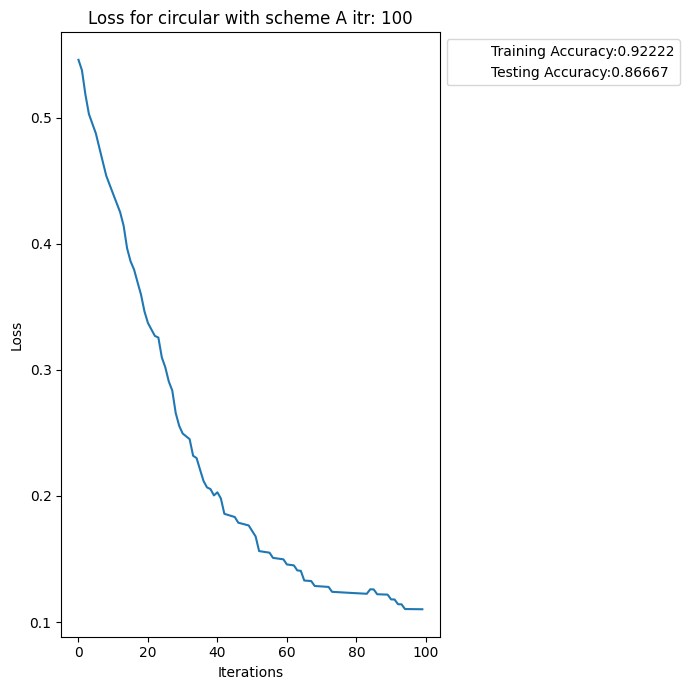 Loss for circular with scheme A itr: 100
Training Accuracy:0.92222
Testing Accuracy:0.86667
0.5
0.4
0.3
0.2
0.1
Loss
0 20 40 60 80 100
Iterations